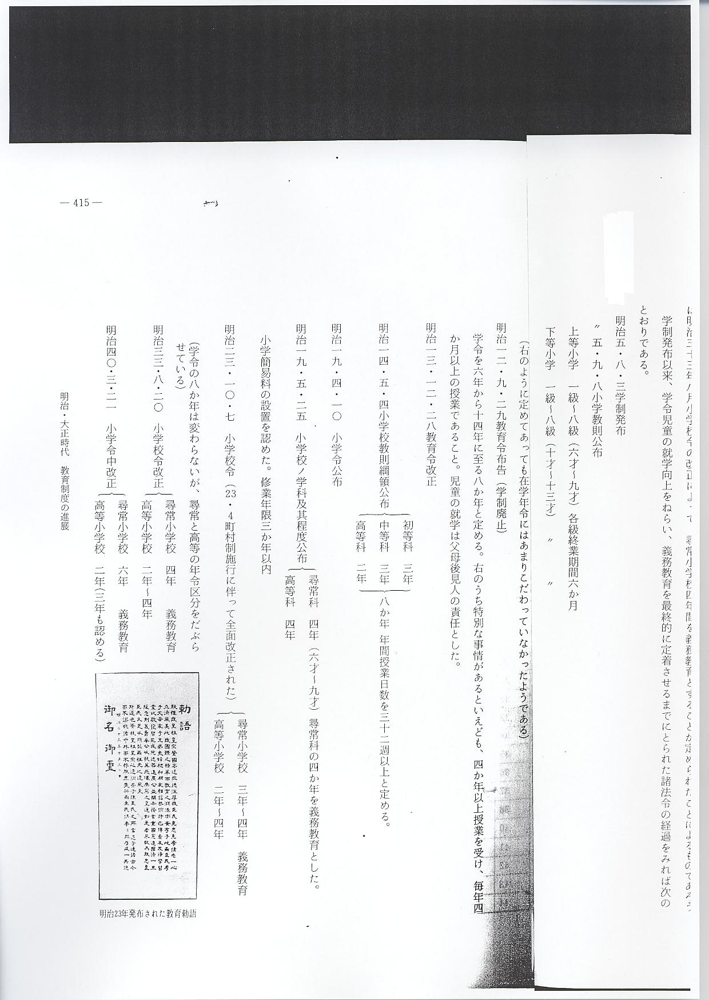 は明治三十三年八月小学校令の改正によって、尋常小学校四年間を義務教育とすることが定められたことによるものであろう。
学制発布以来、学令児童の就学向上をねらい、義務教育を最終的に定着させるまでにとられた諸法令の経過をみれば次の
とおりである。
明治五・八・三学制発布
〃五・九・八小学教則公布
上等小学　一級～八級（六才～九才）各級終業期間六か月
下等小学　一級～八級（十才～十三才）　〃　　〃
（右のように定めてあっても在学年令にはあまりこだわっていなかったようである）
明治一二・九・二九教育令布告（学制廃止）
学令を六年から十四年に至る八か年と定める。右のうち特別な事情があるといえども、四か年以上授業を受け、毎年四
か月以上の授業であること。児童の就学は父母後見人の責任とした。
明治一三・一二・二八教育令改正
明治一四・五・四小学校教則綱領公布
初等科　三年
中等科　三年
高等科　二年
八か年　年間授業日数を三十二週以上と定める。
明治一九・四・一〇　小学令公布
明治一九・五・二五　小学校ノ学科及其程度公布
尋常科　四年（六才～九才）尋常科の四か年を義務教育とした。
高等科　四年
小学簡易料の設置を認めた。修業年限三か年以内
明治二三・一〇・七　小学校令（23・4町村制施行に伴って全面改正された）
尋常小学校　三年～四年　義務教育
高等小学校　二年～四年
（学令の八か年は変わらないが、尋常と高等の年令区分をだぶら
せている）
明治三三・八・二〇　小学校令改正
尋常小学校　四年　義務教育
高等小学校　二年～四年
明治四〇・三・二一　小学令中改正
尋常小学校　六年　義務教育
高等小学校　二年（三年も認める）
勅語
御名御璽
明治23年発布された教育勅語
明治・大正時代　教育制度の進展
― 415 ―